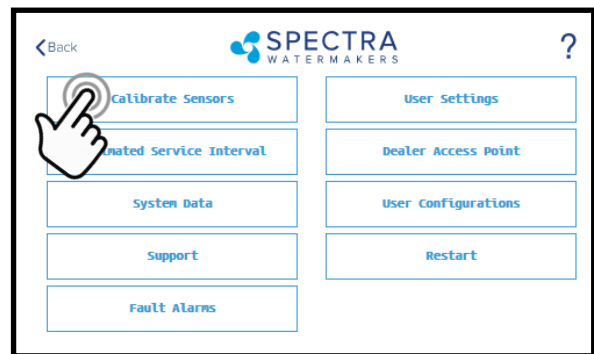 Back
SPECTRA
WATERMAKERS
?
Calibrate Sensors
User Settings
Service Interval
Dealer Access Point
System Data
User Configurations
Support
Restart
Fault Alarms